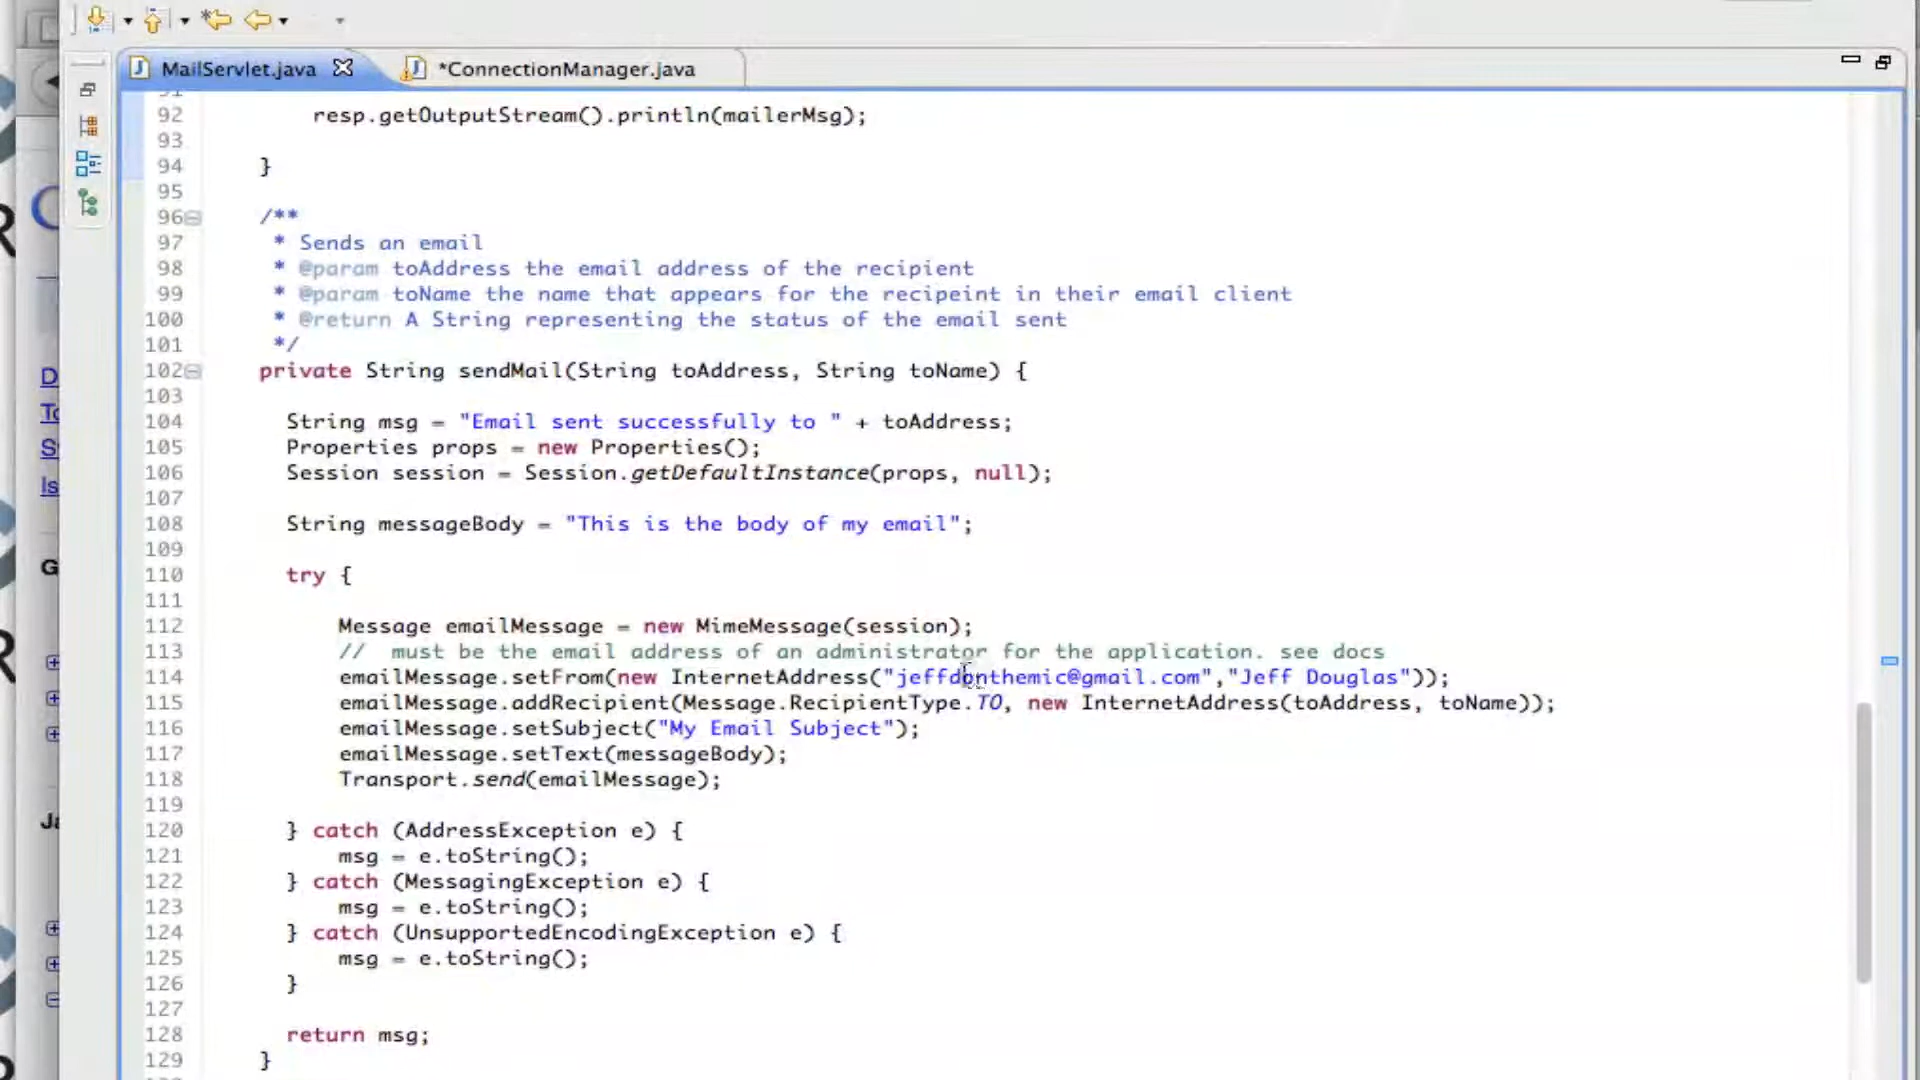 MailServlet.java
*ConnectionManager.java
92 resp.getOutputStream().println(mailerMsg);
93
94 }
95
96 /**
97 * Sends an email
98 * @param toAddress the email address of the recipient
99 * @param toName the name that appears for the recipeint in their email client
100 * @return A String representing the status of the email sent
101 */
102 private String sendMail(String toAddress, String toName) {
103
104 String msg = "Email sent successfully to " + toAddress;
105 Properties props = new Properties();
106 Session session = Session.getDefaultInstance(props, null);
107
108 String messageBody = "This is the body of my email";
109
110 try {
111
112 Message emailMessage = new MimeMessage(session);
113 // must be the email address of an administrator for the application. see docs
114 emailMessage.setFrom(new InternetAddress("jeffdonthemic@gmail.com","Jeff Douglas"));
115 emailMessage.addRecipient(Message.RecipientType.TO, new InternetAddress(toAddress, toName));
116 emailMessage.setSubject("My Email Subject");
117 emailMessage.setText(messageBody);
118 Transport.send(emailMessage);
119
120 } catch (AddressException e) {
121 msg = e.toString();
122 } catch (MessagingException e) {
123 msg = e.toString();
124 } catch (UnsupportedEncodingException e) {
125 msg = e.toString();
126 }
127
128 return msg;
129 }